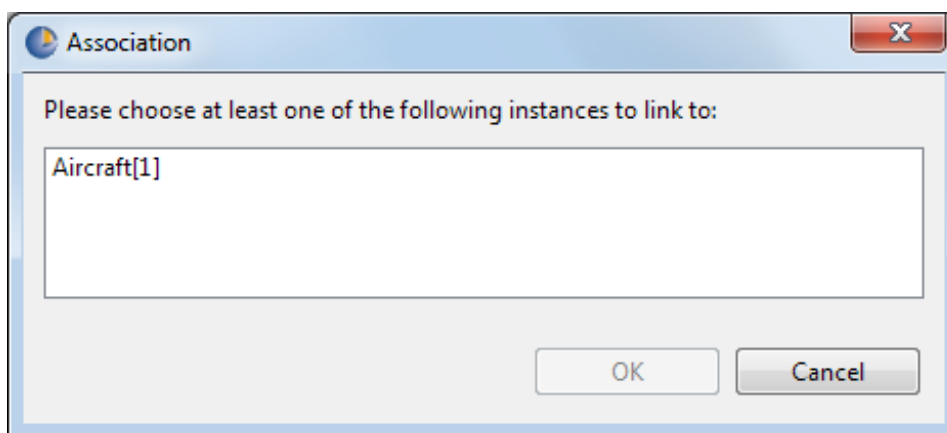 Association
Please choose at least one of the following instances to link to:
Aircraft[1]
OK
Cancel